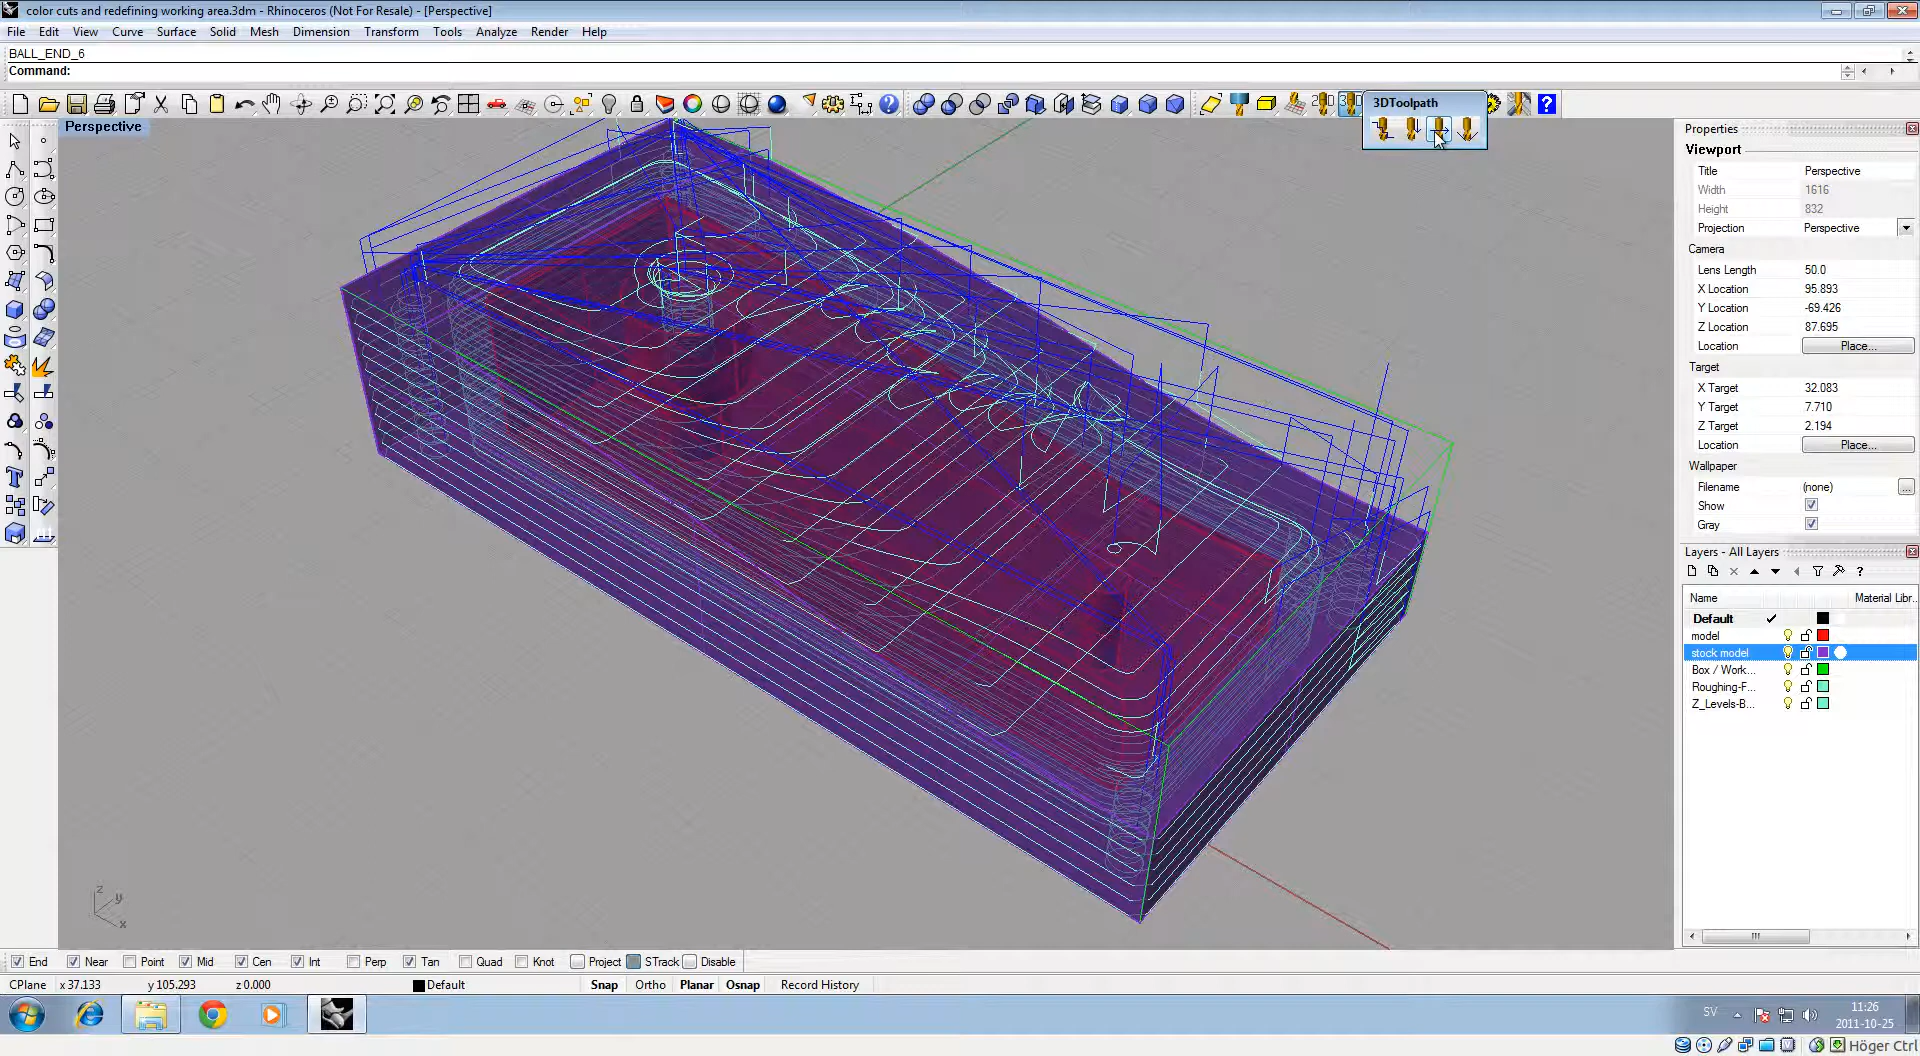 color cuts and redefining working area.3dm - Rhinoceros (Not For Resale) - [Perspective]
File Edit View Curve Surface Solid Mesh Dimension Transform Tools Analyze Render Help
BALL_END_6
Command:
3DToolpath
Perspective
Properties
Viewport
Title Perspective
Width 1616
Height 832
Projection Perspective
Camera
Lens Length 50.0
X Location 95.893
Y Location -69.426
Z Location 87.695
Location Place...
Target
X Target 32.083
Y Target 7.710
Z Target 2.194
Location Place...
Wallpaper
Filename (none) ...
Show
Gray
Layers - All Layers
Name Material Libr...
Default
model
stock model
Box / Work...
Roughing-F...
Z_Levels-B...
z
y
x
End Near Point Mid Cen Int Perp Tan Quad Knot Project STrack Disable
CPlane x 37.133 y 105.293 z 0.000 Default Snap Ortho Planar Osnap Record History
SV
11:26
2011-10-25
Höger Ctrl